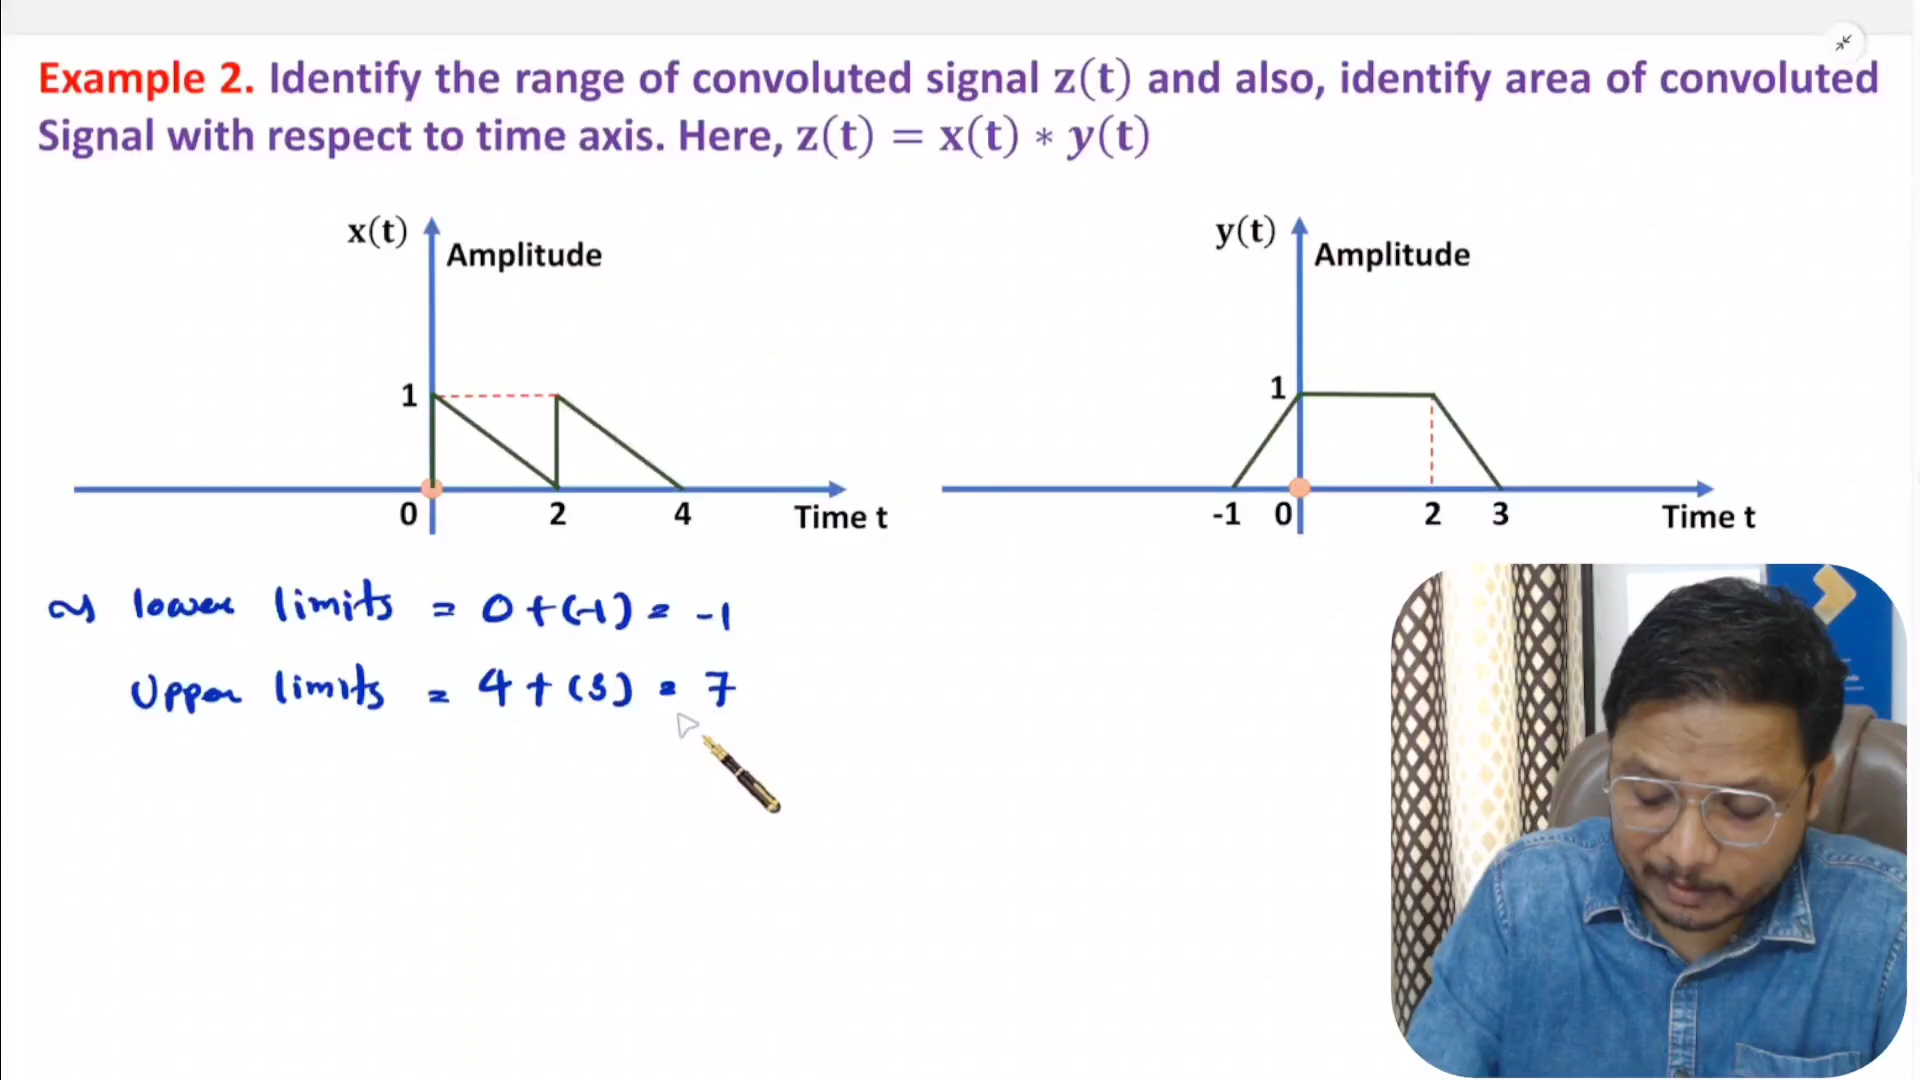 Example 2. Identify the range of convoluted signal z(t) and also, identify area of convoluted
Signal with respect to time axis. Here, z(t) = x(t) ∗ y(t)
x(t)
Amplitude
1
0 2 4 Time t
y(t)
Amplitude
1
-1 0 2 3 Time t
lower limits = 0 + (-1) = -1
Upper limits = 4 + (3) = 7